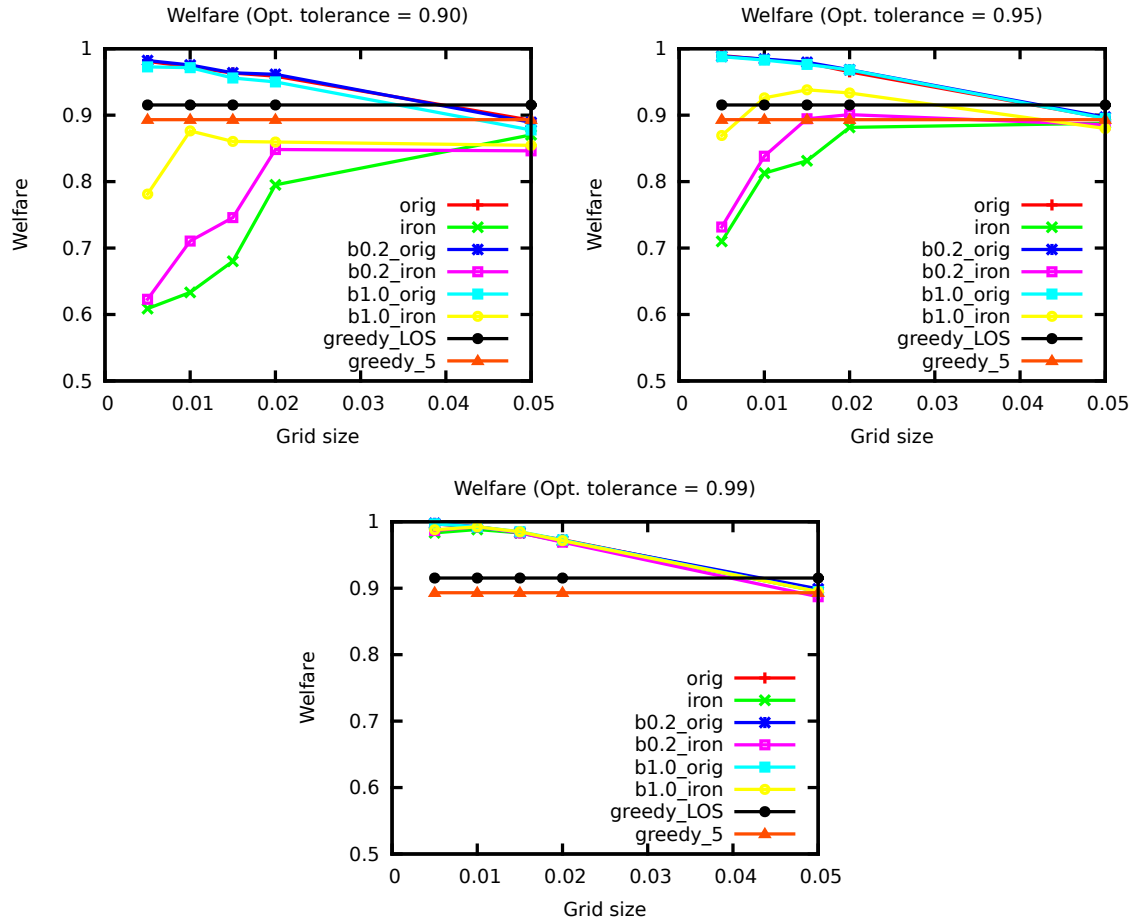 Welfare (Opt. tolerance = 0.90)
1
0.9
0.8
0.7
0.6
0.5
Welfare
orig
iron
b0.2_orig
b0.2_iron
b1.0_orig
b1.0_iron
greedy_LOS
greedy_5
0
0.01
0.02
0.03
0.04
0.05
Grid size
Welfare (Opt. tolerance = 0.95)
1
0.9
0.8
0.7
0.6
0.5
Welfare
orig
iron
b0.2_orig
b0.2_iron
b1.0_orig
b1.0_iron
greedy_LOS
greedy_5
0
0.01
0.02
0.03
0.04
0.05
Grid size
Welfare (Opt. tolerance = 0.99)
1
0.9
0.8
0.7
0.6
0.5
Welfare
orig
iron
b0.2_orig
b0.2_iron
b1.0_orig
b1.0_iron
greedy_LOS
greedy_5
0
0.01
0.02
0.03
0.04
0.05
Grid size